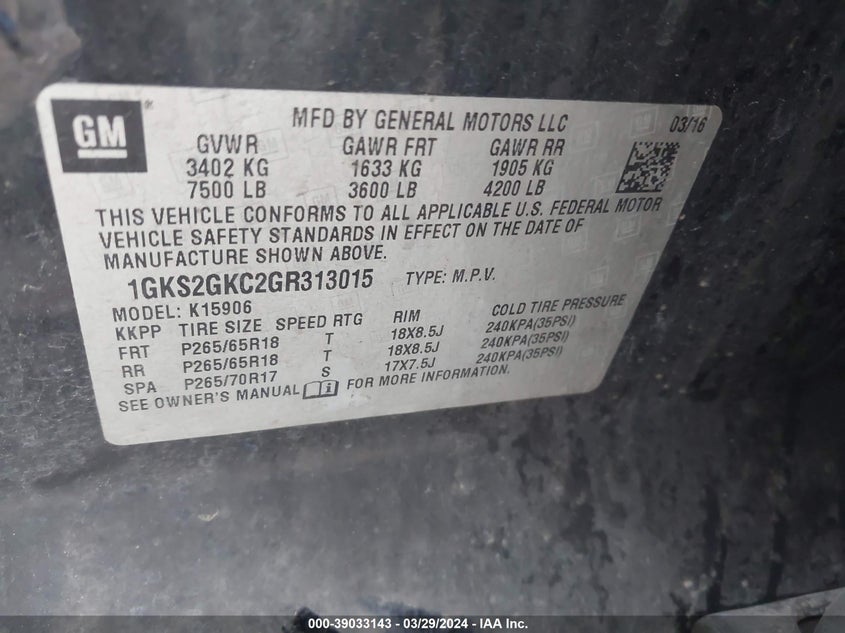 GM
MFD BY GENERAL MOTORS LLC 03/16
GVWR GAWR FRT GAWR RR
3402 KG 1633 KG 1905 KG
7500 LB 3600 LB 4200 LB
THIS VEHICLE CONFORMS TO ALL APPLICABLE U.S. FEDERAL MOTOR
VEHICLE SAFETY STANDARDS IN EFFECT ON THE DATE OF
MANUFACTURE SHOWN ABOVE.
1GKS2GKC2GR313015 TYPE: M.P.V.
MODEL: K15906
KKPP TIRE SIZE SPEED RTG RIM COLD TIRE PRESSURE
FRT P265/65R18 T 18X8.5J 240KPA(35PSI)
RR P265/65R18 T 18X8.5J 240KPA(35PSI)
SPA P265/70R17 S 17X7.5J 240KPA(35PSI)
SEE OWNER'S MANUAL FOR MORE INFORMATION.
000-39033143 - 03/29/2024 - IAA Inc.